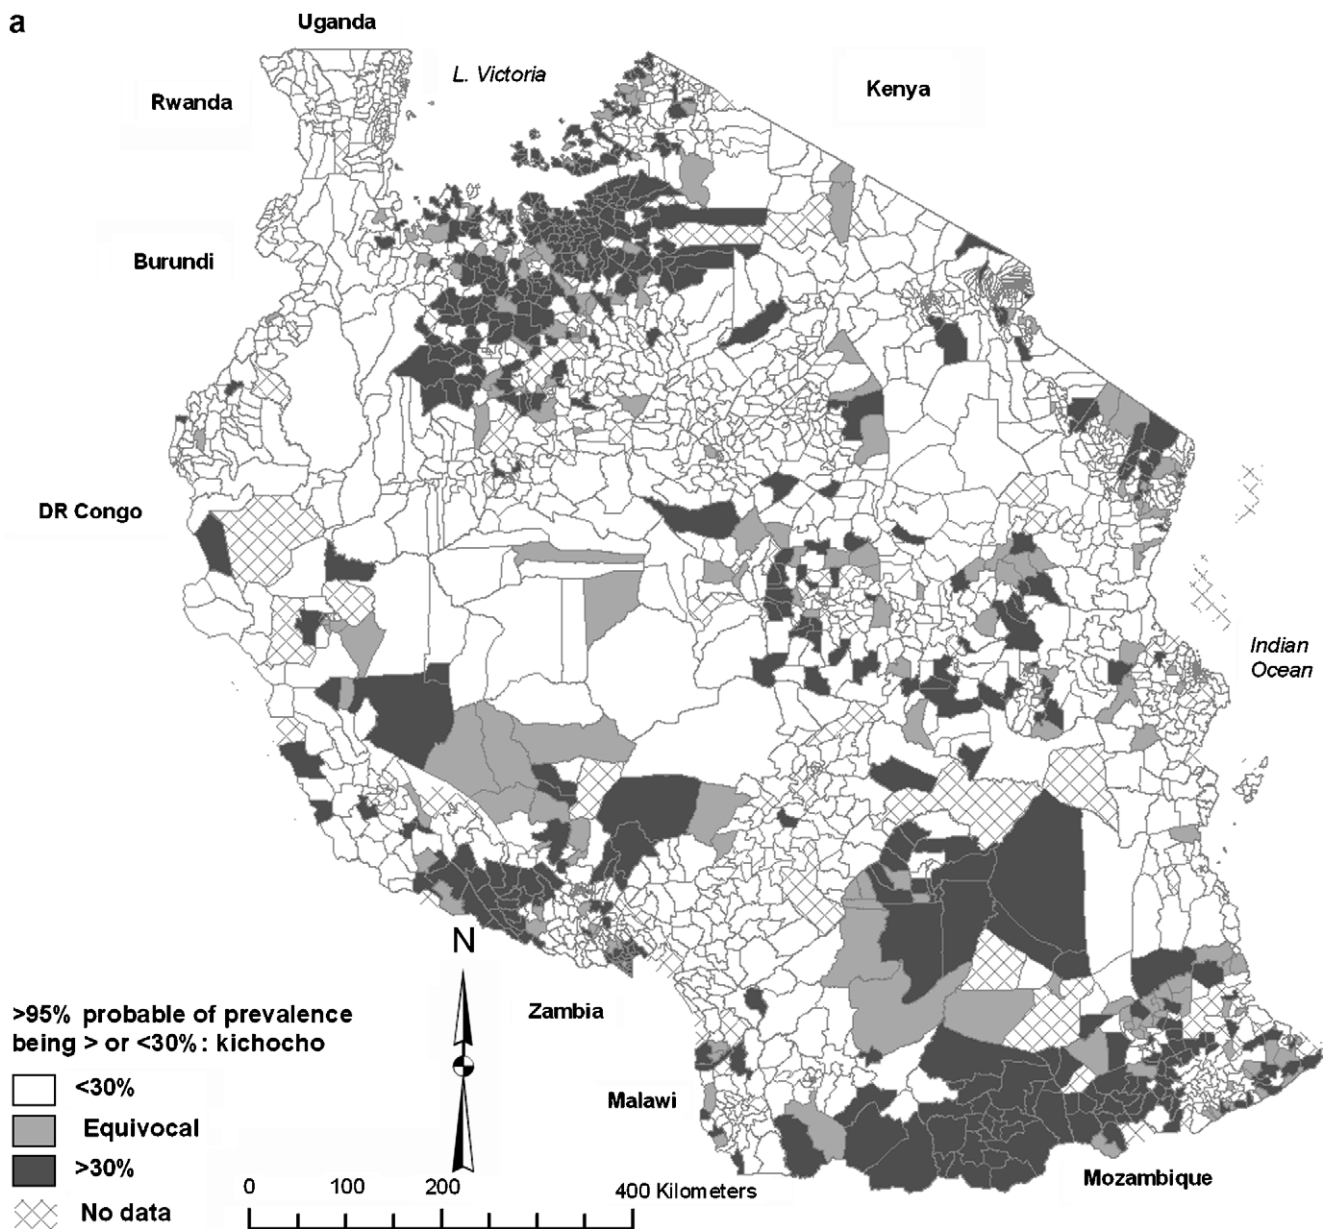 a
Uganda
L. Victoria
Kenya
Rwanda
Burundi
DR Congo
Indian
Ocean
N
Zambia
Malawi
Mozambique
>95% probable of prevalence
being > or <30%: kichocho
<30%
Equivocal
>30%
No data
0 100 200 400 Kilometers